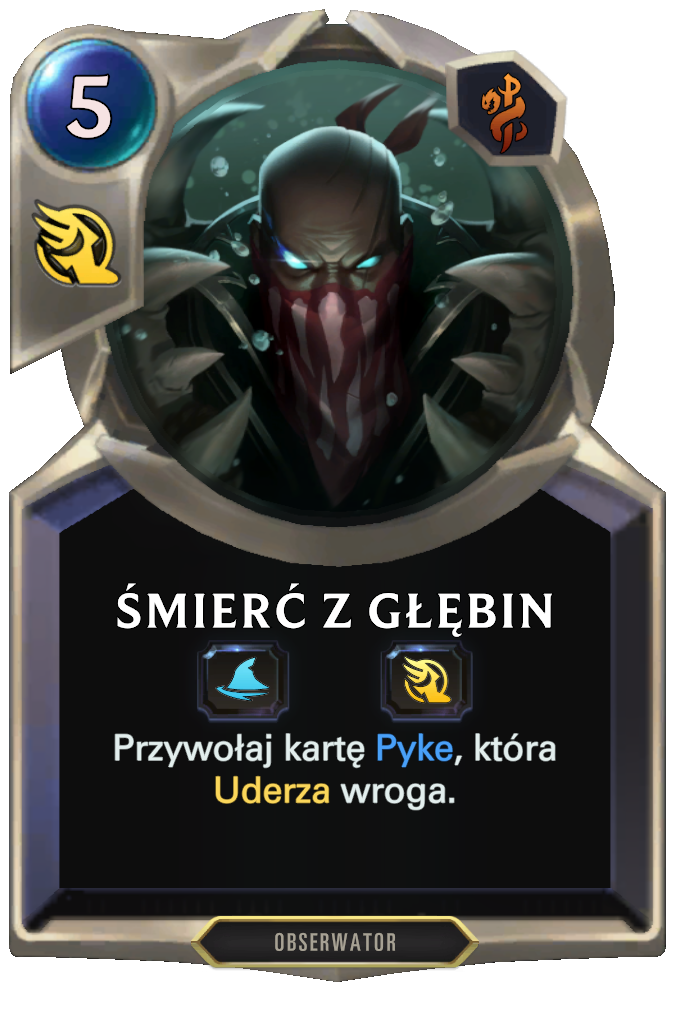 5
ŚMIERĆ Z GŁĘBIN
Przywołaj kartę Pyke, która
Uderza wroga.
OBSERWATOR